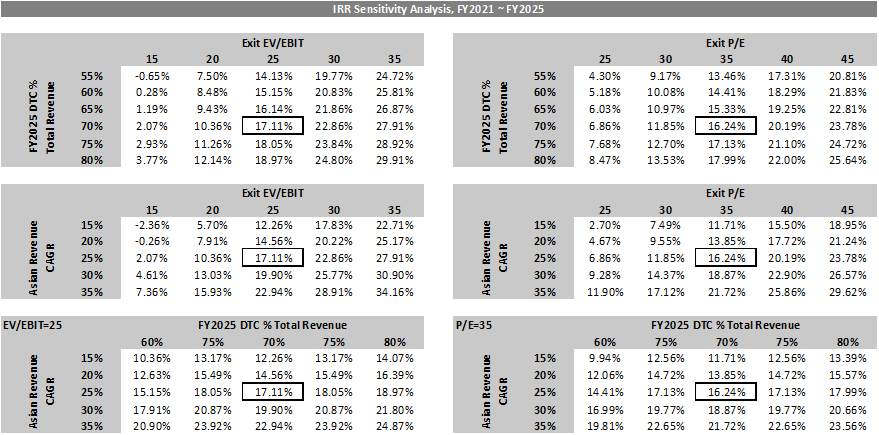 IRR Sensitivity Analysis, FY2021 ~ FY2025
Exit EV/EBIT
15 20 25 30 35
FY2025 DTC % Total Revenue
55% -0.65% 7.50% 14.13% 19.77% 24.72%
60% 0.28% 8.48% 15.15% 20.83% 25.81%
65% 1.19% 9.43% 16.14% 21.86% 26.87%
70% 2.07% 10.36% 17.11% 22.86% 27.91%
75% 2.93% 11.26% 18.05% 23.84% 28.92%
80% 3.77% 12.14% 18.97% 24.80% 29.91%
Exit P/E
25 30 35 40 45
FY2025 DTC % Total Revenue
55% 4.30% 9.17% 13.46% 17.31% 20.81%
60% 5.18% 10.08% 14.41% 18.29% 21.83%
65% 6.03% 10.97% 15.33% 19.25% 22.81%
70% 6.86% 11.85% 16.24% 20.19% 23.78%
75% 7.68% 12.70% 17.13% 21.10% 24.72%
80% 8.47% 13.53% 17.99% 22.00% 25.64%
Exit EV/EBIT
15 20 25 30 35
Asian Revenue CAGR
15% -2.36% 5.70% 12.26% 17.83% 22.71%
20% -0.26% 7.91% 14.56% 20.22% 25.17%
25% 2.07% 10.36% 17.11% 22.86% 27.91%
30% 4.61% 13.03% 19.90% 25.77% 30.90%
35% 7.36% 15.93% 22.94% 28.91% 34.16%
Exit P/E
25 30 35 40 45
Asian Revenue CAGR
15% 2.70% 7.49% 11.71% 15.50% 18.95%
20% 4.67% 9.55% 13.85% 17.72% 21.24%
25% 6.86% 11.85% 16.24% 20.19% 23.78%
30% 9.28% 14.37% 18.87% 22.90% 26.57%
35% 11.90% 17.12% 21.72% 25.86% 29.62%
EV/EBIT=25 FY2025 DTC % Total Revenue
60% 75% 70% 75% 80%
Asian Revenue CAGR
15% 10.36% 13.17% 12.26% 13.17% 14.07%
20% 12.63% 15.49% 14.56% 15.49% 16.39%
25% 15.15% 18.05% 17.11% 18.05% 18.97%
30% 17.91% 20.87% 19.90% 20.87% 21.80%
35% 20.90% 23.92% 22.94% 23.92% 24.87%
P/E=35 FY2025 DTC % Total Revenue
60% 75% 70% 75% 80%
Asian Revenue CAGR
15% 9.94% 12.56% 11.71% 12.56% 13.39%
20% 12.06% 14.72% 13.85% 14.72% 15.57%
25% 14.41% 17.13% 16.24% 17.13% 17.99%
30% 16.99% 19.77% 18.87% 19.77% 20.66%
35% 19.81% 22.65% 21.72% 22.65% 23.56%